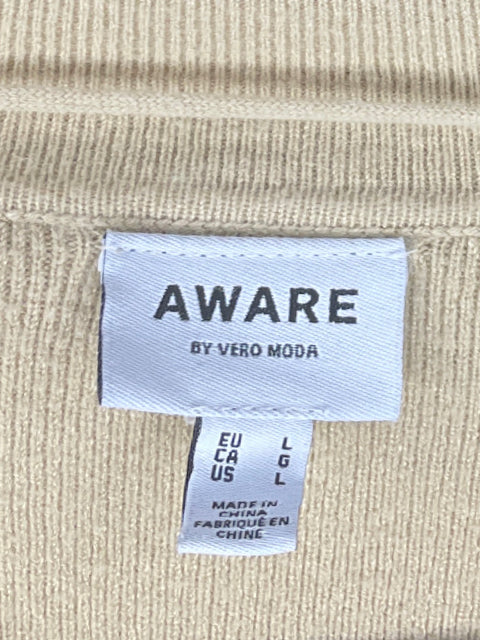 AWARE
BY VERO MODA
EU L
CA G
US L
MADE IN
CHINA
FABRIQUÉ EN
CHINE